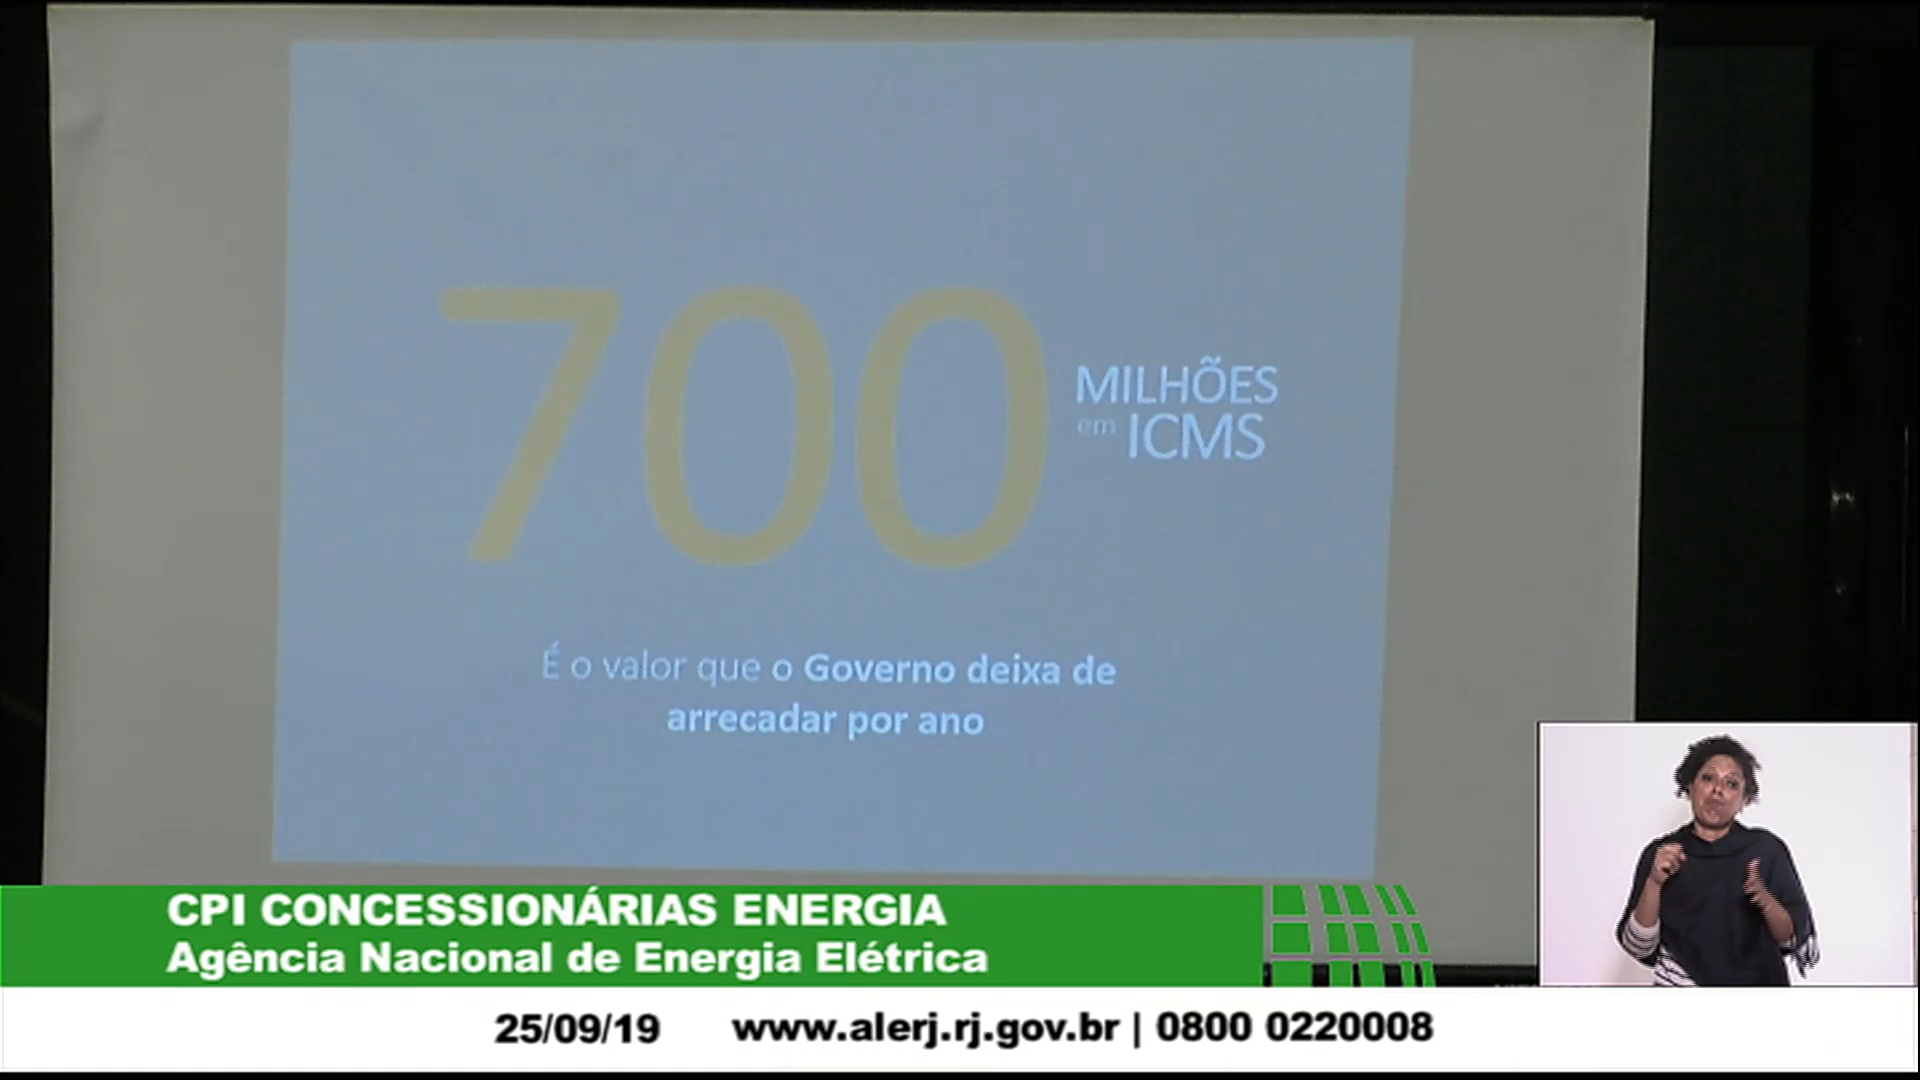 700
MILHÕES
em ICMS
É o valor que o Governo deixa de
arrecadar por ano
CPI CONCESSIONÁRIAS ENERGIA
Agência Nacional de Energia Elétrica
25/09/19 www.alerj.rj.gov.br | 0800 0220008